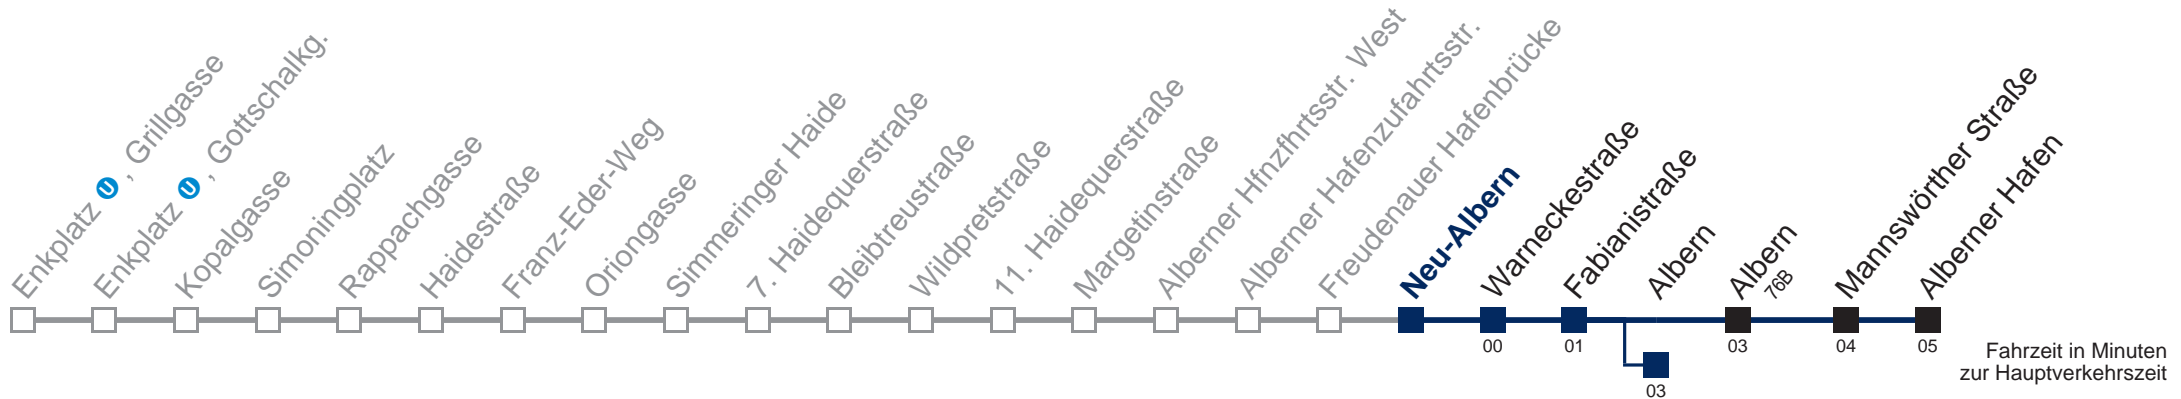 Enkplatz U , Grillgasse
Enkplatz U , Gottschalkg.
Kopalgasse
Simoningplatz
Rappachgasse
Haidestraße
Franz-Eder-Weg
Oriongasse
Simmeringer Haide
7. Haidequerstraße
Bleibtreustraße
Wildpretstraße
11. Haidequerstraße
Margetinstraße
Alberner Hfnzfhrtsstr. West
Alberner Hafenzufahrtsstr.
Freudenauer Hafenbrücke
Neu-Albern
Warneckestraße
Fabianistraße
Albern
Albern
76B
Mannswörther Straße
Alberner Hafen
00
01
03
04
05
03
Fahrzeit in Minuten
zur Hauptverkehrszeit